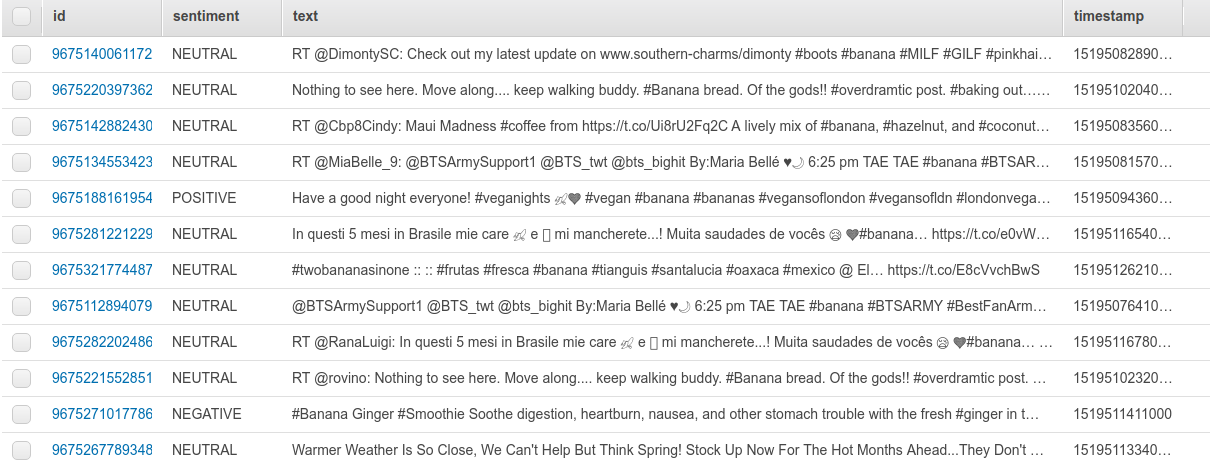 id sentiment text timestamp
9675140061172 NEUTRAL RT @DimontySC: Check out my latest update on www.southern-charms/dimonty #boots #banana #MILF #GILF #pinkhai… 15195082890…
9675220397362 NEUTRAL Nothing to see here. Move along.... keep walking buddy. #Banana bread. Of the gods!! #overdramtic post. #baking out…… 15195102040…
9675142882430 NEUTRAL RT @Cbp8Cindy: Maui Madness #coffee from https://t.co/Ui8rU2Fq2C A lively mix of #banana, #hazelnut, and #coconut… 15195083560…
9675134553423 NEUTRAL RT @MiaBelle_9: @BTSArmySupport1 @BTS_twt @bts_bighit By:Maria Bellé ♥🌙 6:25 pm TAE TAE #banana #BTSAR… 15195081570…
9675188161954 POSITIVE Have a good night everyone! #veganights 🌿🖤 #vegan #banana #bananas #vegansoflondon #vegansofldn #londonvega… 15195094360…
9675281221229 NEUTRAL In questi 5 mesi in Brasile mie care 🍌 e ▯ mi mancherete...! Muita saudades de vocês 😪 🖤#banana… https://t.co/e0vW… 15195116540…
9675321774487 NEUTRAL #twobananasinone :: :: #frutas #fresca #banana #tianguis #santalucia #oaxaca #mexico @ El… https://t.co/E8cVvchBwS 15195126210…
9675112894079 NEUTRAL @BTSArmySupport1 @BTS_twt @bts_bighit By:Maria Bellé ♥🌙 6:25 pm TAE TAE #banana #BTSARMY #BestFanArm… 15195076410…
9675282202486 NEUTRAL RT @RanaLuigi: In questi 5 mesi in Brasile mie care 🍌 e ▯ mi mancherete...! Muita saudades de vocês 😪 🖤#banana… … 15195116780…
9675221552851 NEUTRAL RT @rovino: Nothing to see here. Move along.... keep walking buddy. #Banana bread. Of the gods!! #overdramtic post. … 15195102320…
9675271017786 NEGATIVE #Banana Ginger #Smoothie Soothe digestion, heartburn, nausea, and other stomach trouble with the fresh #ginger in t… 1519511411000
9675267789348 NEUTRAL Warmer Weather Is So Close, We Can't Help But Think Spring! Stock Up Now For The Hot Months Ahead...They Don't … 15195113340…